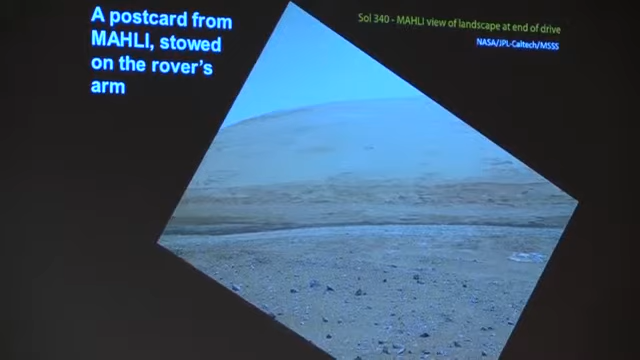 A postcard from
MAHLI, stowed
on the rover's
arm
Sol 340 - MAHLI view of landscape at end of drive
NASA/JPL-Caltech/MSSS